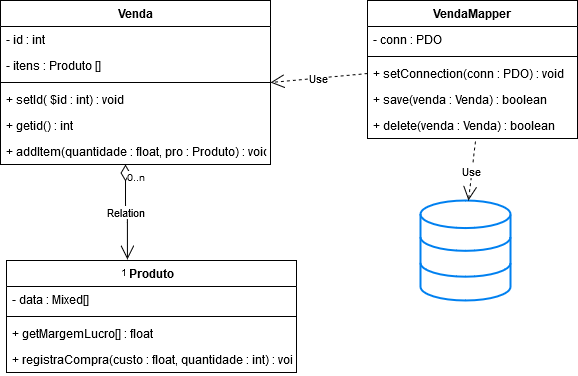 Venda
- id : int
- itens : Produto []
+ setId( $id : int) : void
+ getid() : int
+ addItem(quantidade : float, pro : Produto) : voic
VendaMapper
- conn : PDO
+ setConnection(conn : PDO) : void
+ save(venda : Venda) : boolean
+ delete(venda : Venda) : boolean
Use
Use
0..n
Relation
1
Produto
- data : Mixed[]
+ getMargemLucro[] : float
+ registraCompra(custo : float, quantidade : int) : voi